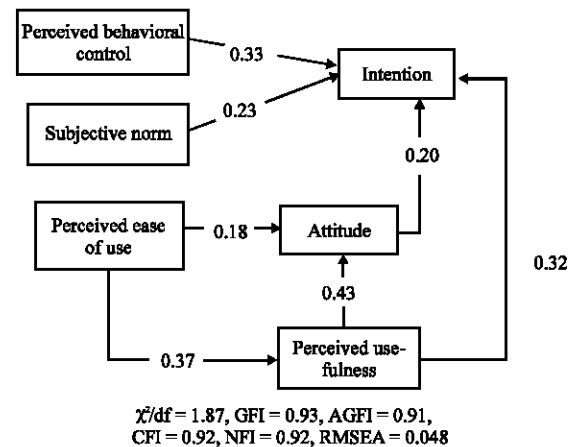 Perceived behavioral
control
0.33
Intention
Subjective norm
0.23
0.20
Perceived ease
of use
0.18
Attitude
0.32
0.43
0.37
Perceived use-
fulness
χ²/df = 1.87, GFI = 0.93, AGFI = 0.91,
CFI = 0.92, NFI = 0.92, RMSEA = 0.048